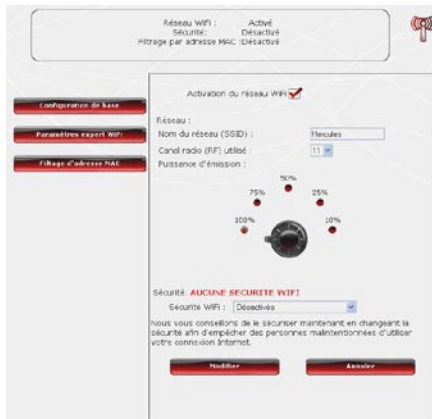 Réseau WiFi : Activé
Sécurité: Désactivé
Filtrage par adresse MAC :Désactivé
Configuration de base
Paramètres expert WiFi
Filtage d'adresse MAC
Activation du réseau WiFi
Réseau :
Nom du réseau (SSID) : Hercules
Canal radio (RF) utilisé : 11
Puissance d'émission :
50%
75% 25%
100% 10%
Sécurité: AUCUNE SECURITE WIFI
Sécurité WiFi : Désactivée
Nous vous conseillons de le sécuriser maintenant en changeant la
sécurité afin d'empêcher des personnes malintentionnées d'utiliser
votre connexion Internet.
Modifier Annuler